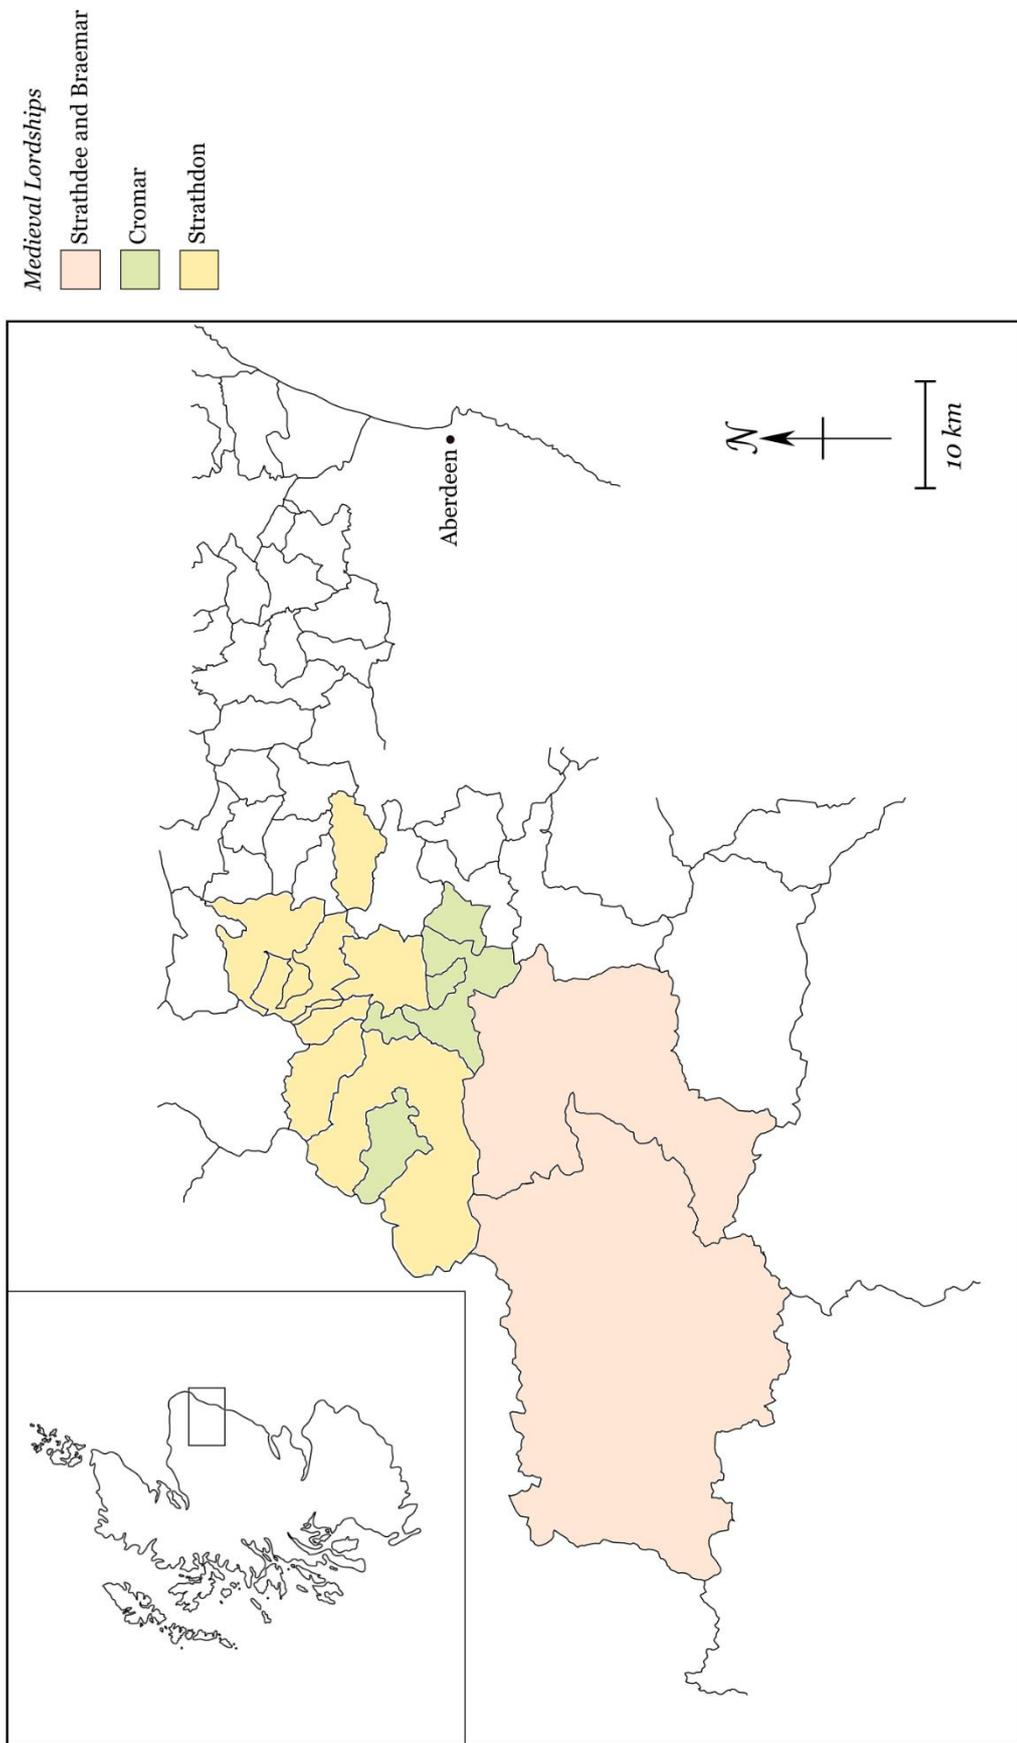 Medieval Lordships
Strathdee and Braemar
Cromar
Strathdon
Aberdeen
N
10 km